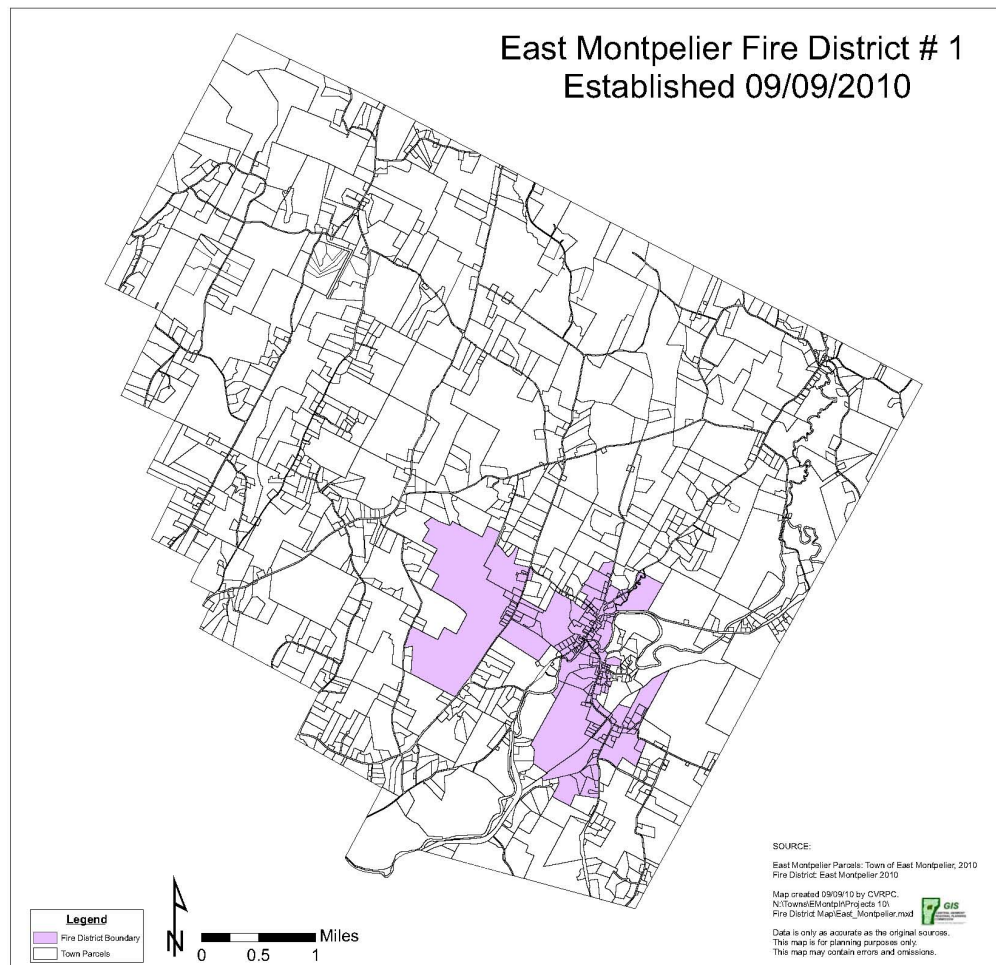 East Montpelier Fire District # 1
Established 09/09/2010
SOURCE:
East Montpelier Parcels: Town of East Montpelier, 2010
Fire District: East Montpelier 2010
Map created 09/09/10 by CVRPC.
N:\Towns\EMontplr\Projects 10\
Fire District Map\East_Montpelier.mxd
GIS
Data is only as accurate as the original sources.
This map is for planning purposes only.
This map may contain errors and omissions.
Legend
Fire District Boundary
Town Parcels
N
Miles
0 0.5 1